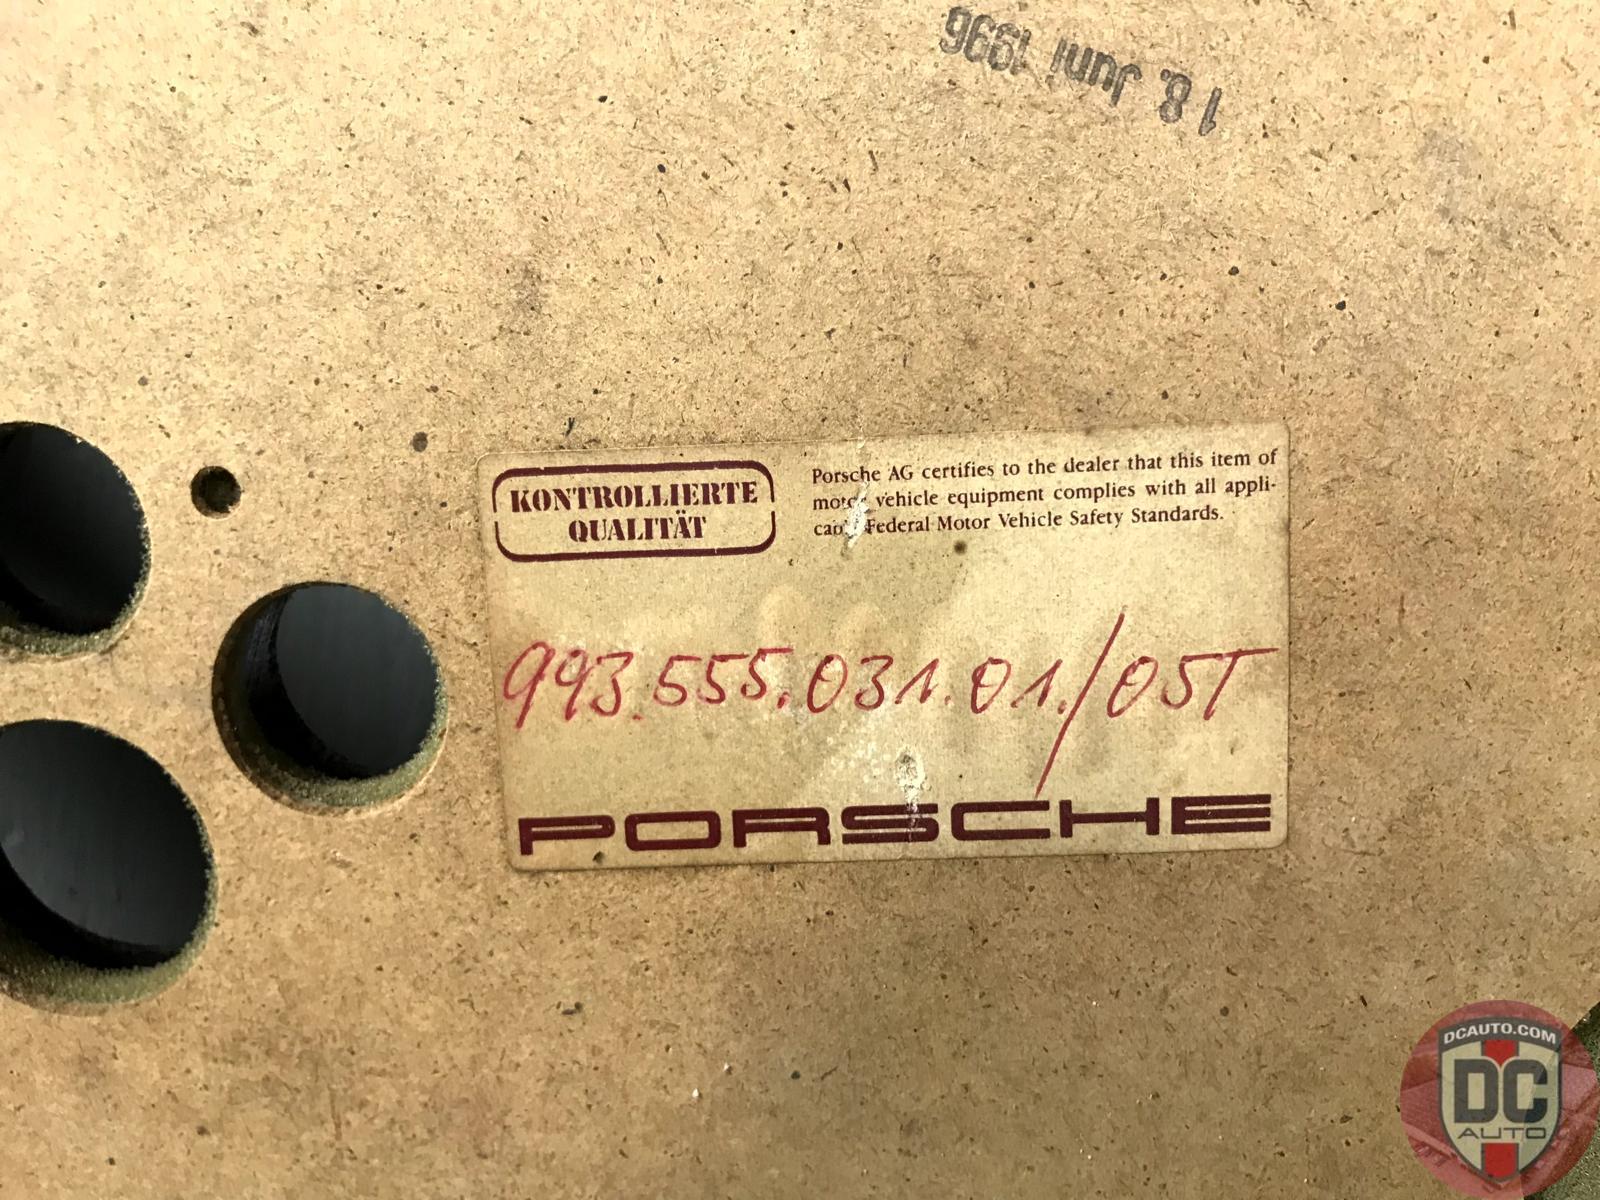 18. Juni 1996
KONTROLLIERTE
QUALITÄT
Porsche AG certifies to the dealer that this item of
motor vehicle equipment complies with all appli-
Federal Motor Vehicle Safety Standards.
993.555.031.01./05T
PORSCHE
DCAUTO.COM
DC
AUTO